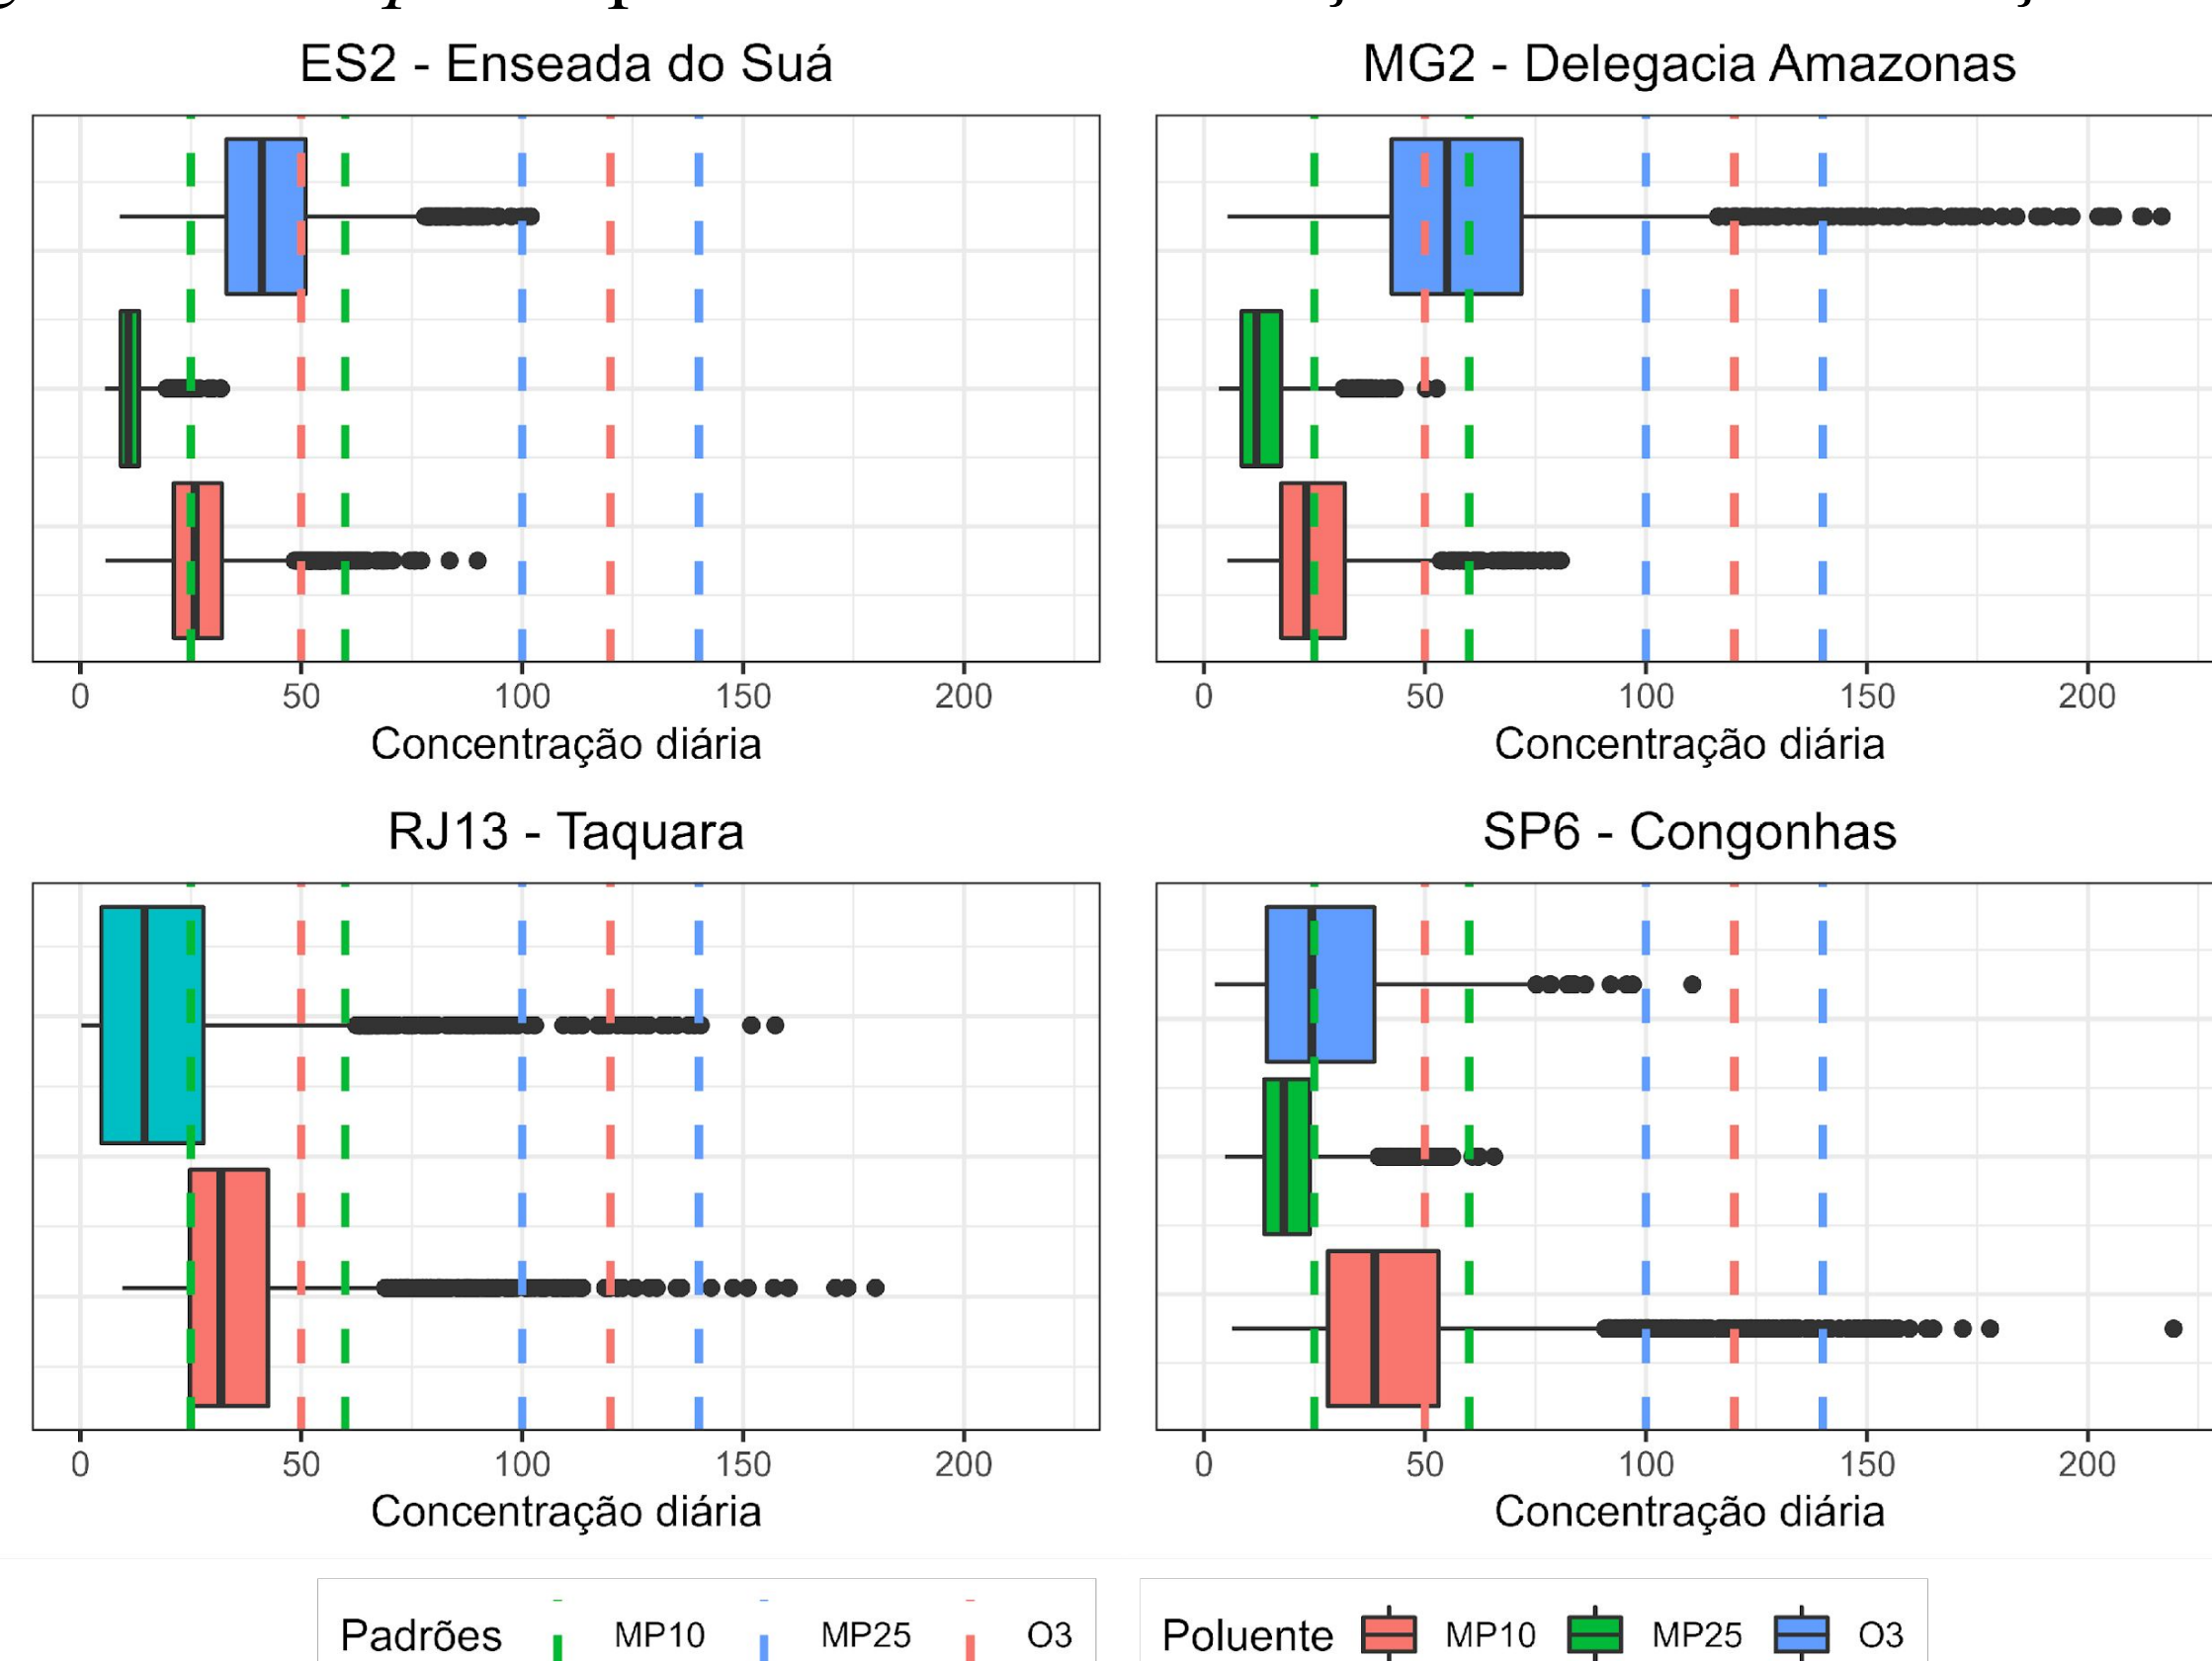 ES2 - Enseada do Suá
MG2 - Delegacia Amazonas
0 50 100 150 200
0 50 100 150 200
Concentração diária
Concentração diária
RJ13 - Taquara
SP6 - Congonhas
0 50 100 150 200
0 50 100 150 200
Concentração diária
Concentração diária
Padrões MP10 MP25 O3
Poluente MP10 MP25 O3